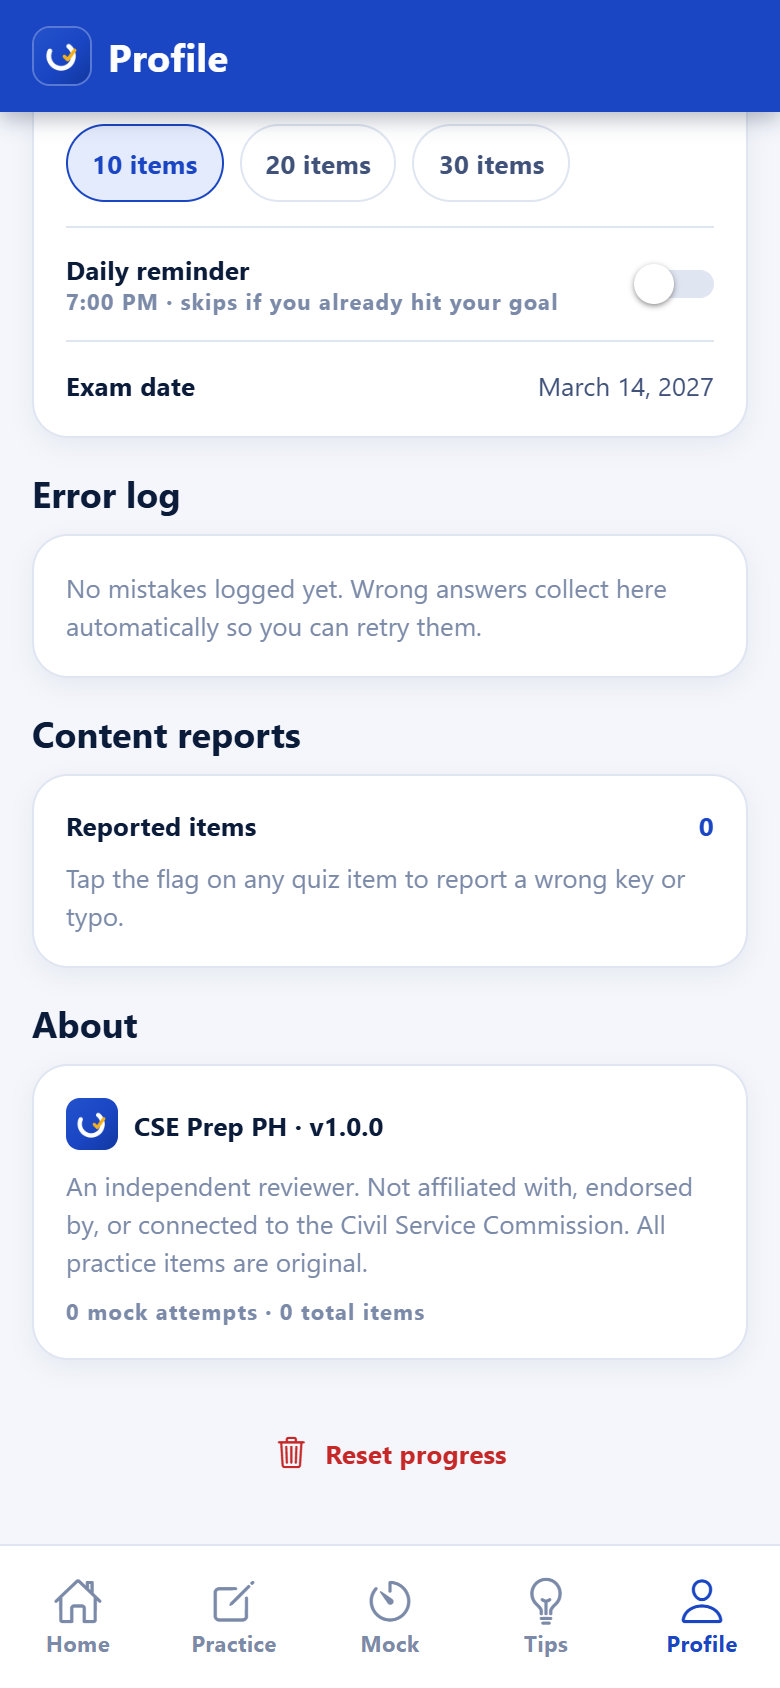 Profile
10 items
20 items
30 items
Daily reminder
7:00 PM · skips if you already hit your goal
Exam date
March 14, 2027
Error log
No mistakes logged yet. Wrong answers collect here
automatically so you can retry them.
Content reports
Reported items
0
Tap the flag on any quiz item to report a wrong key or
typo.
About
CSE Prep PH · v1.0.0
An independent reviewer. Not affiliated with, endorsed
by, or connected to the Civil Service Commission. All
practice items are original.
0 mock attempts · 0 total items
Reset progress
Home
Practice
Mock
Tips
Profile